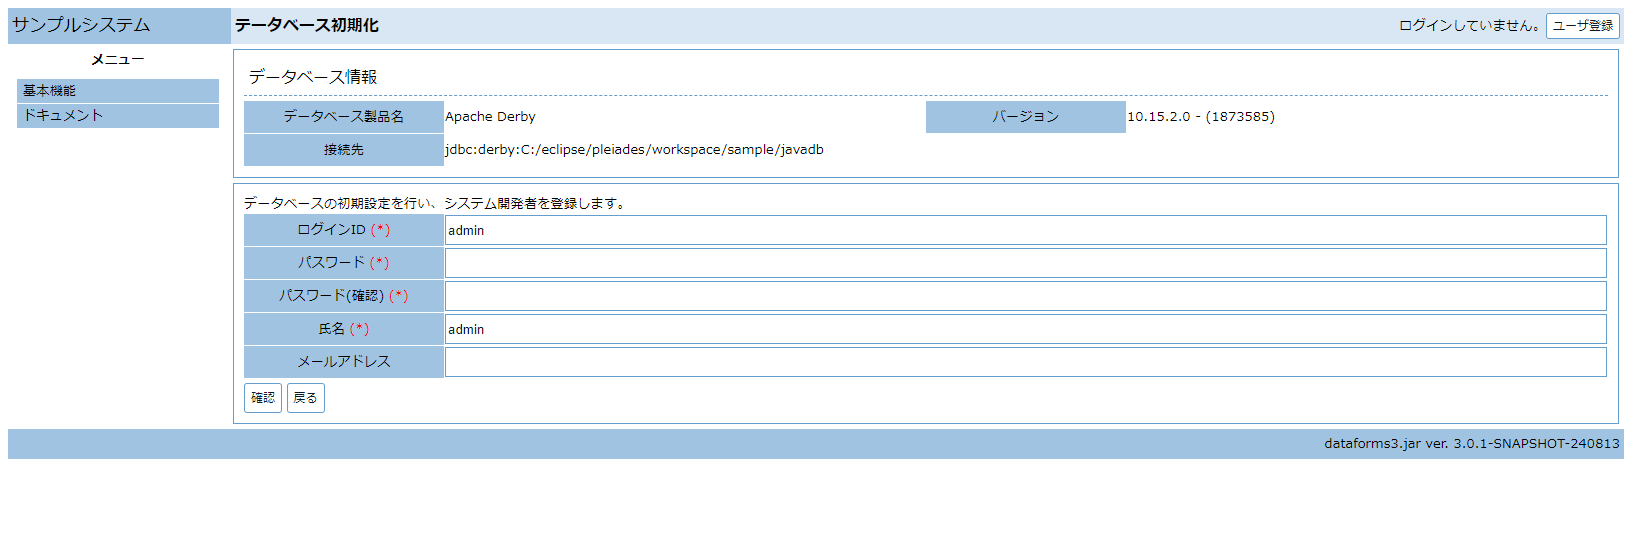 サンプルシステム
テータベース初期化
ログインしていません。 ユーザ登録
メニュー
基本機能
ドキュメント
データベース情報
データベース製品名 Apache Derby バージョン 10.15.2.0 - (1873585)
接続先 jdbc:derby:C:/eclipse/pleiades/workspace/sample/javadb
データベースの初期設定を行い、システム開発者を登録します。
ログインID (*) admin
パスワード (*)
パスワード(確認) (*)
氏名 (*) admin
メールアドレス
確認 戻る
dataforms3.jar ver. 3.0.1-SNAPSHOT-240813